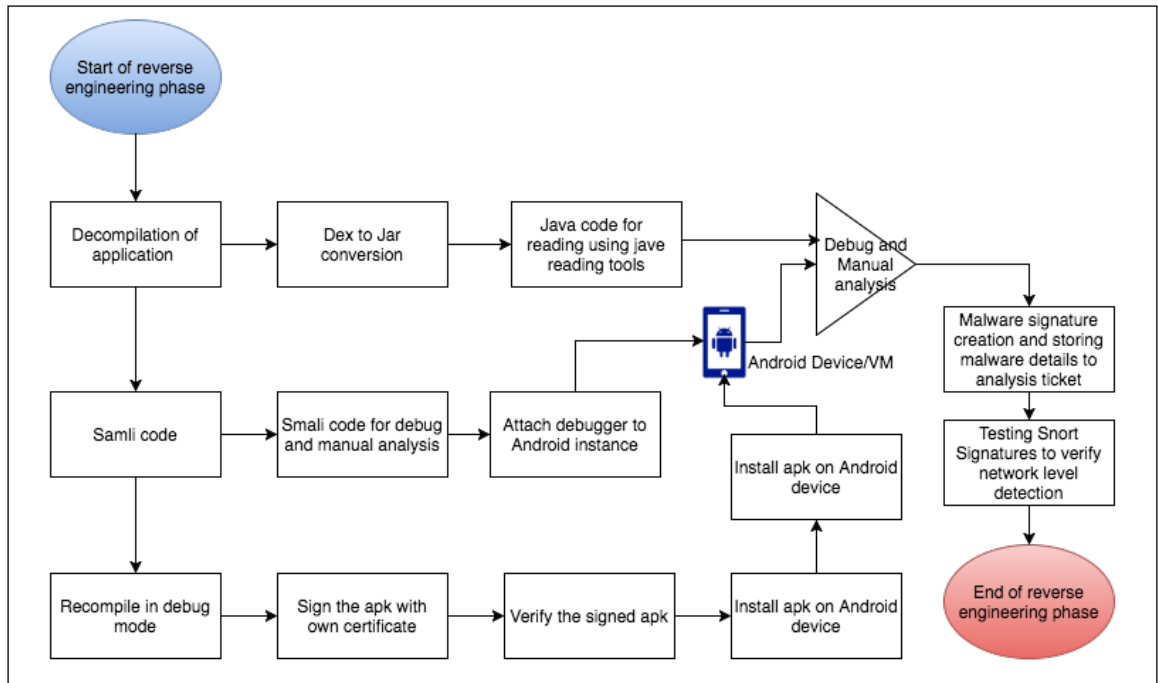 Start of reverse
engineering phase
Decompilation of
application
Dex to Jar
conversion
Java code for
reading using jave
reading tools
Debug and
Manual
analysis
Android Device/VM
Malware signature
creation and storing
malware details to
analysis ticket
Samli code
Smali code for debug
and manual analysis
Attach debugger to
Android instance
Install apk on Android
device
Testing Snort
Signatures to verify
network level
detection
Recompile in debug
mode
Sign the apk with
own certificate
Verify the signed apk
Install apk on Android
device
End of reverse
engineering phase